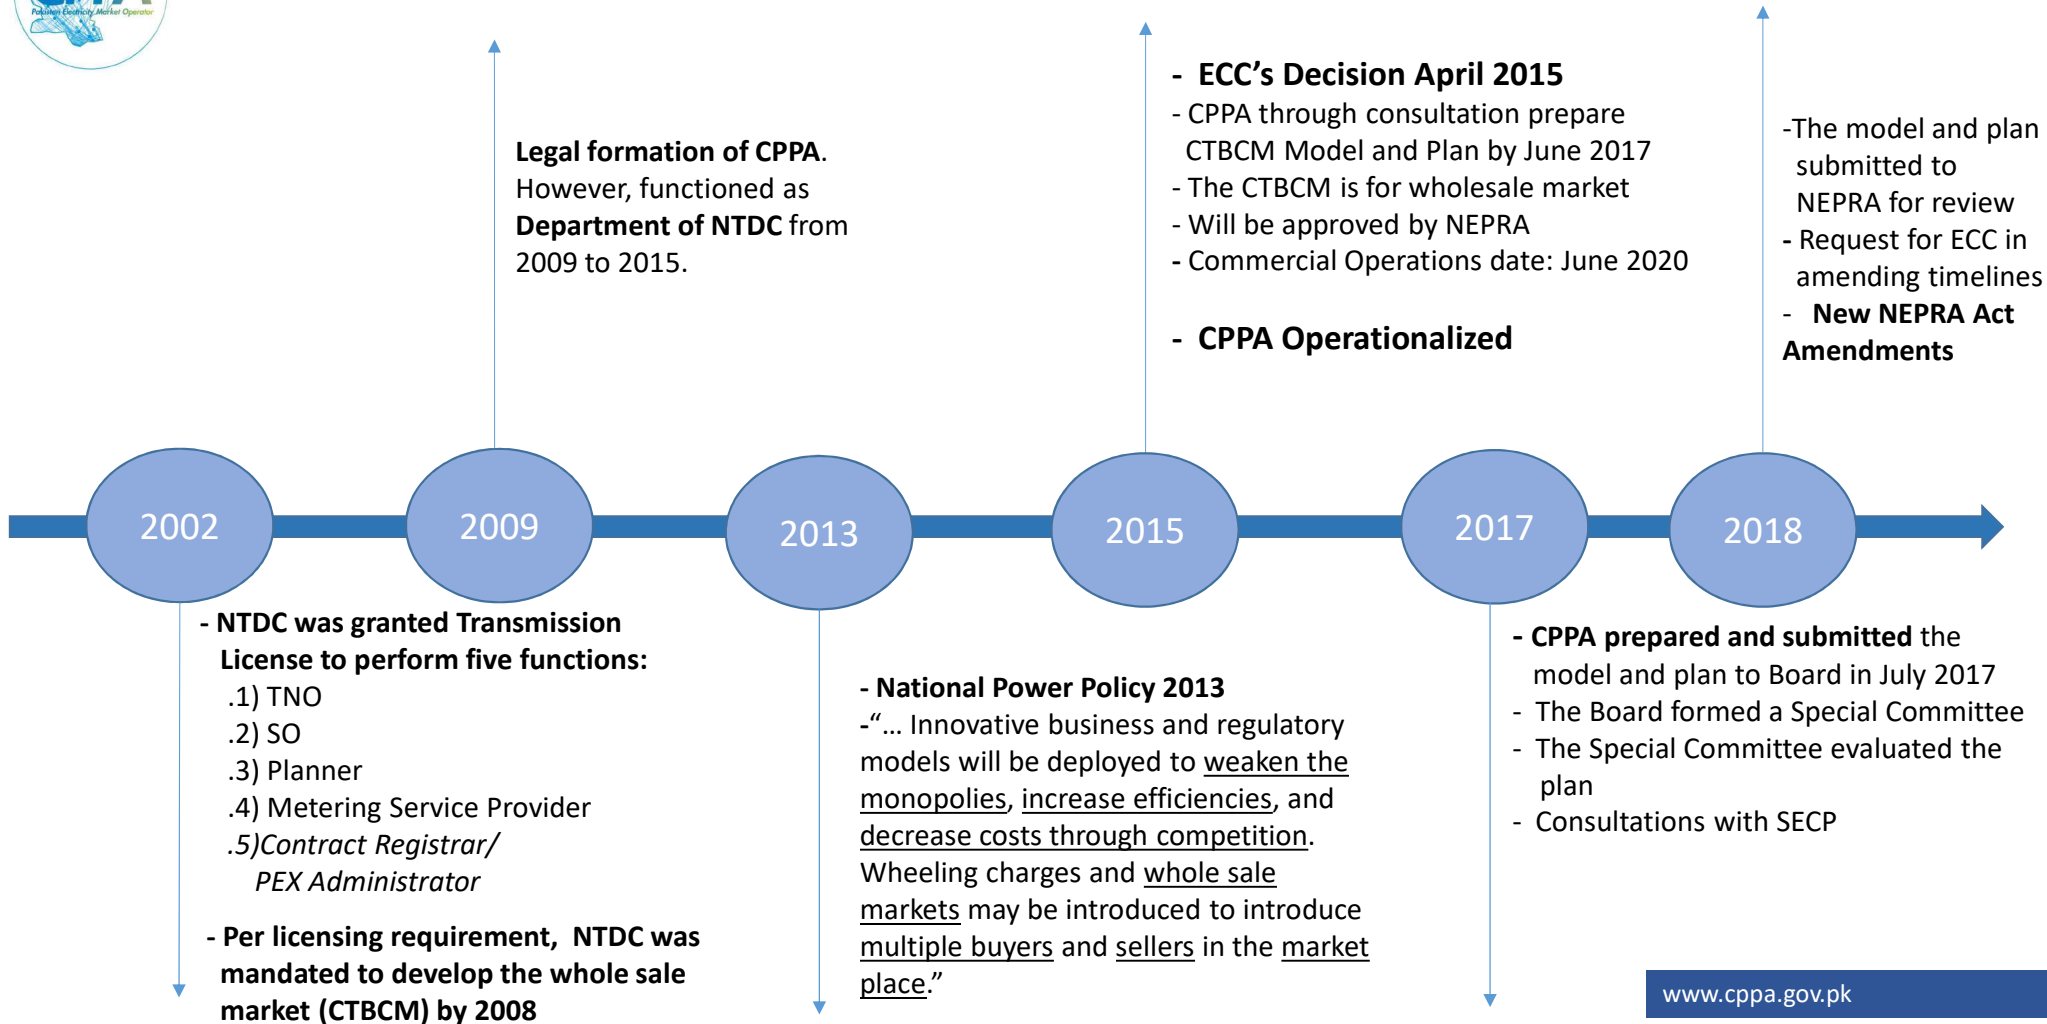 Pakistan Electricity Market Operator
Legal formation of CPPA.
However, functioned as
Department of NTDC from
2009 to 2015.
- ECC’s Decision April 2015
- CPPA through consultation prepare
CTBCM Model and Plan by June 2017
- The CTBCM is for wholesale market
- Will be approved by NEPRA
- Commercial Operations date: June 2020
- CPPA Operationalized
-The model and plan
submitted to
NEPRA for review
- Request for ECC in
amending timelines
- New NEPRA Act
Amendments
2002
2009
2013
2015
2017
2018
- NTDC was granted Transmission
License to perform five functions:
.1) TNO
.2) SO
.3) Planner
.4) Metering Service Provider
.5)Contract Registrar/
PEX Administrator
- Per licensing requirement, NTDC was
mandated to develop the whole sale
market (CTBCM) by 2008
- National Power Policy 2013
-“... Innovative business and regulatory
models will be deployed to weaken the
monopolies, increase efficiencies, and
decrease costs through competition.
Wheeling charges and whole sale
markets may be introduced to introduce
multiple buyers and sellers in the market
place.”
- CPPA prepared and submitted the
model and plan to Board in July 2017
- The Board formed a Special Committee
- The Special Committee evaluated the
plan
- Consultations with SECP
www.cppa.gov.pk